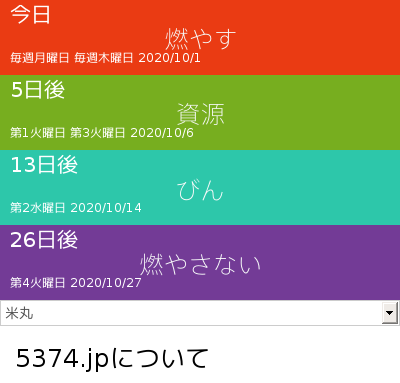 今日
燃やす
毎週月曜日 毎週木曜日 2020/10/1
5日後
資源
第1火曜日 第3火曜日 2020/10/6
13日後
びん
第2水曜日 2020/10/14
26日後
燃やさない
第4火曜日 2020/10/27
米丸
5374.jpについて